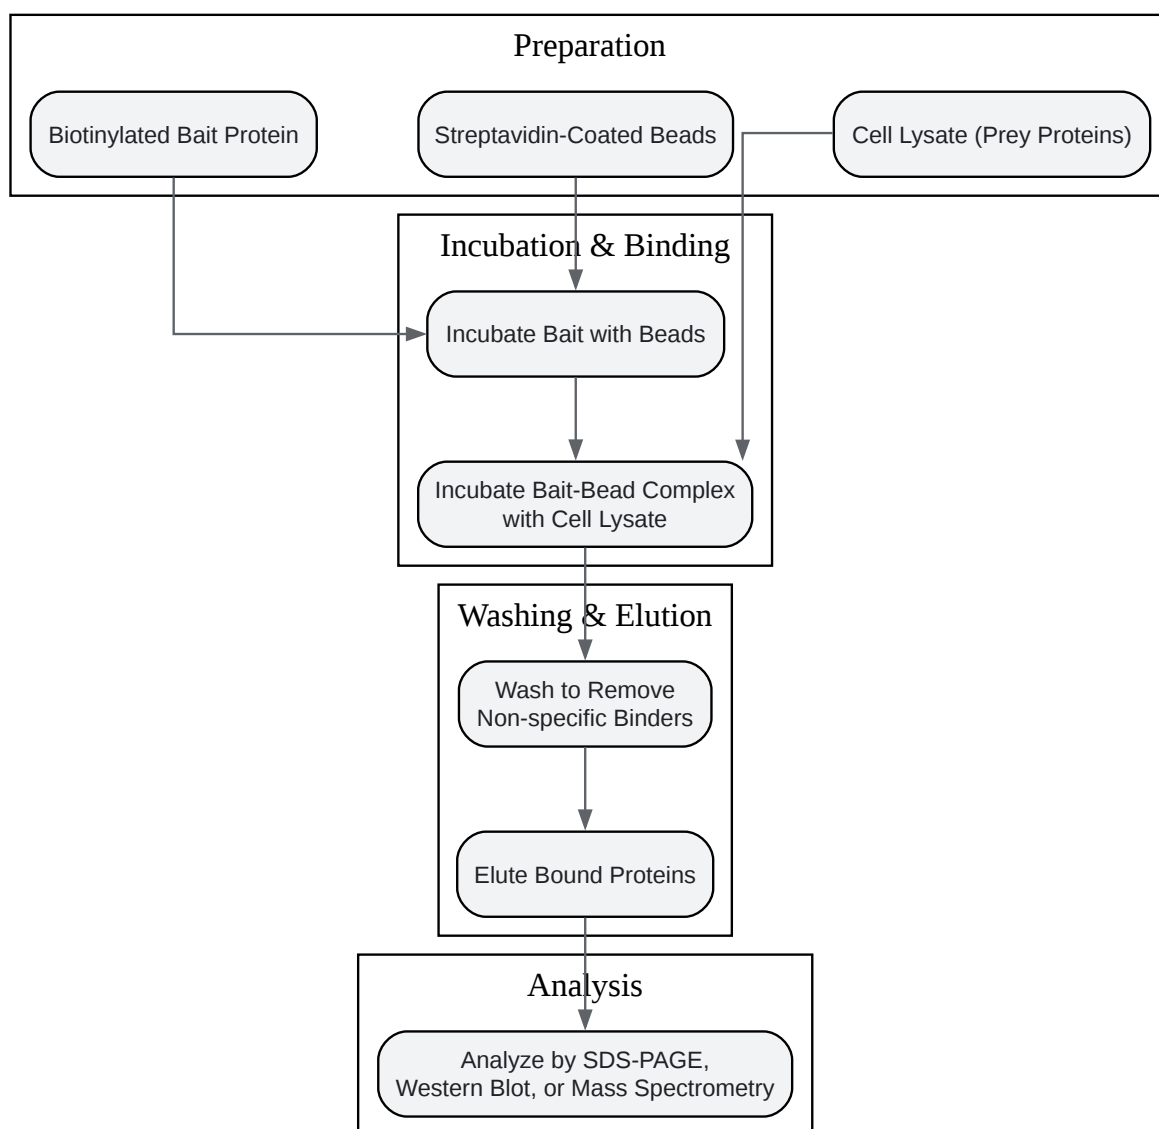 Preparation
Biotinylated Bait Protein
Streptavidin-Coated Beads
Cell Lysate (Prey Proteins)
Incubation & Binding
Incubate Bait with Beads
Incubate Bait-Bead Complex
with Cell Lysate
Washing & Elution
Wash to Remove
Non-specific Binders
Elute Bound Proteins
Analysis
Analyze by SDS-PAGE,
Western Blot, or Mass Spectrometry